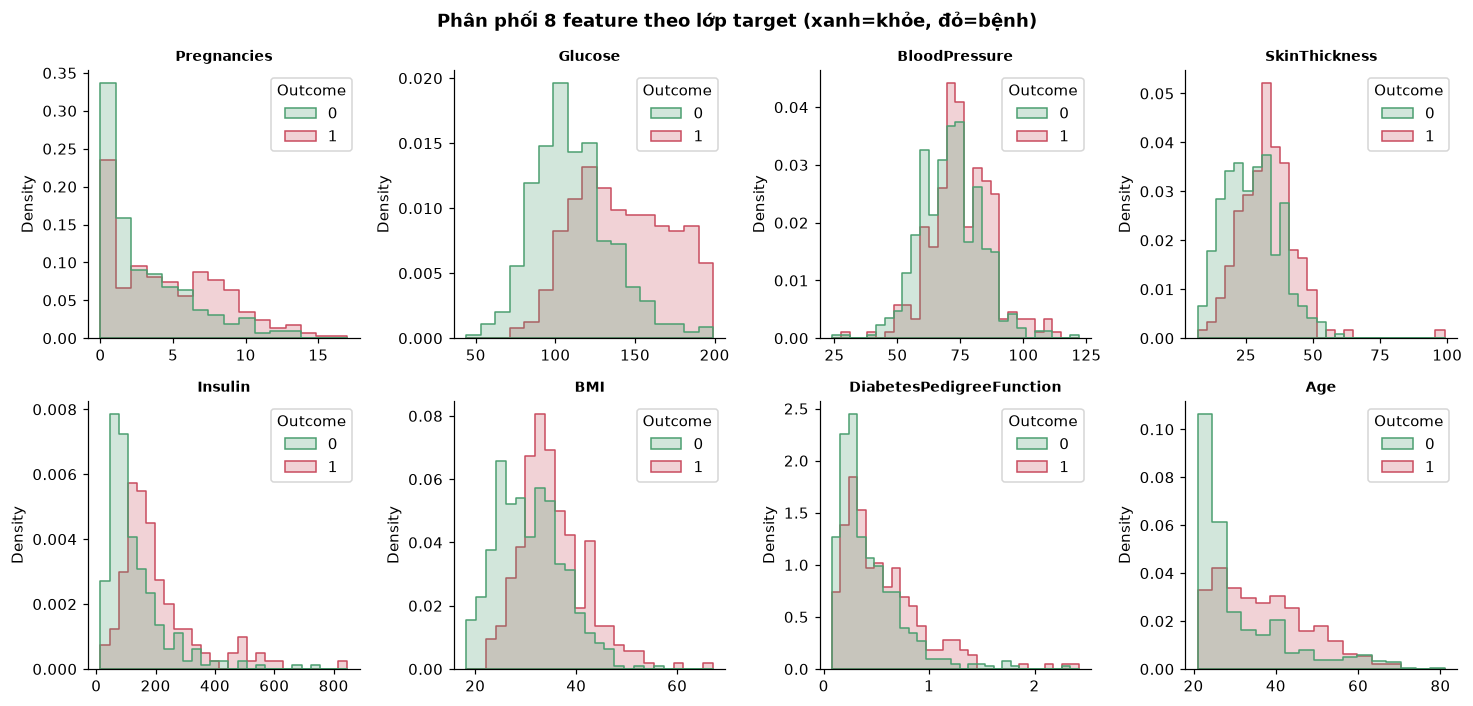 Phân phối 8 feature theo lớp target (xanh=khỏe, đỏ=bệnh)
Pregnancies
Density
0.35
0.30
0.25
0.20
0.15
0.10
0.05
0.00
0 5 10 15
Outcome
0
1
Glucose
Density
0.020
0.015
0.010
0.005
0.000
50 100 150 200
Outcome
0
1
BloodPressure
Density
0.04
0.03
0.02
0.01
0.00
25 50 75 100 125
Outcome
0
1
SkinThickness
Density
0.05
0.04
0.03
0.02
0.01
0.00
25 50 75 100
Outcome
0
1
Insulin
Density
0.008
0.006
0.004
0.002
0.000
0 200 400 600 800
Outcome
0
1
BMI
Density
0.08
0.06
0.04
0.02
0.00
20 40 60
Outcome
0
1
DiabetesPedigreeFunction
Density
2.5
2.0
1.5
1.0
0.5
0.0
0 1 2
Outcome
0
1
Age
Density
0.10
0.08
0.06
0.04
0.02
0.00
20 40 60 80
Outcome
0
1